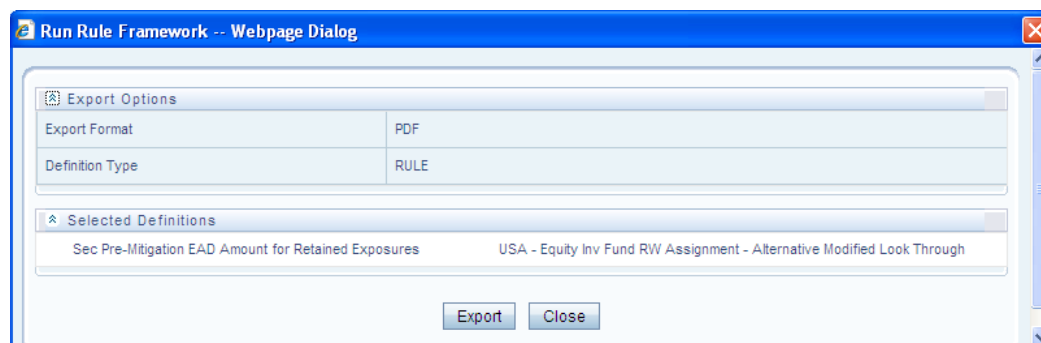 Run Rule Framework -- Webpage Dialog
Export Options
Export Format PDF
Definition Type RULE
Selected Definitions
Sec Pre-Mitigation EAD Amount for Retained Exposures USA - Equity Inv Fund RW Assignment - Alternative Modified Look Through
Export Close